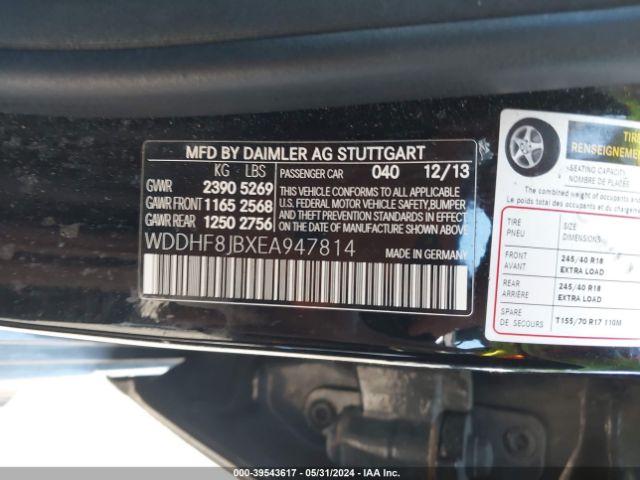 MFD BY DAIMLER AG STUTTGART
KG - LBS
PASSENGER CAR 040 12/13
GVWR 2390 5269
GAWR FRONT 1165 2568
GAWR REAR 1250 2756
THIS VEHICLE CONFORMS TO ALL APPLICABLE
U.S. FEDERAL MOTOR VEHICLE SAFETY,BUMPER
AND THEFT PREVENTION STANDARDS IN EFFECT
ON THE DATE OF MANUFACTURE SHOWN ABOVE.
WDDHF8JBXEA947814
MADE IN GERMANY
TIRE
RENSEIGNEMEN
SEATING CAPACITY
NOMBRE DE PLACES
The combined weight of
TIRE
PNEU
SIZE
DIMENSIONS
FRONT
AVANT
245/40 R18
EXTRA LOAD
REAR
ARRIÈRE
245/40 R18
EXTRA LOAD
SPARE
DE SECOURS
T155/70 R17 110M
000-39543617 - 05/31/2024 - IAA Inc.